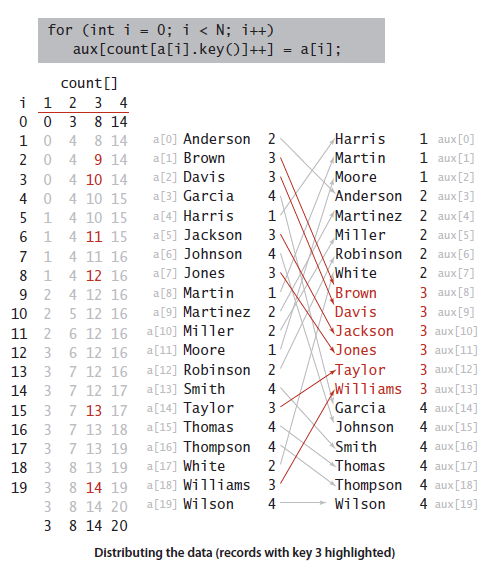 for (int i = 0; i < N; i++)
aux[count[a[i].key()]++] = a[i];
count[]
i 1 2 3 4
0 0 3 8 14
1 0 4 8 14 a[0] Anderson 2 Harris 1 aux[0]
2 0 4 9 14 a[1] Brown 3 Martin 1 aux[1]
3 0 4 10 14 a[2] Davis 3 Moore 1 aux[2]
4 0 4 10 15 a[3] Garcia 4 Anderson 2 aux[3]
5 1 4 10 15 a[4] Harris 1 Martinez 2 aux[4]
6 1 4 11 15 a[5] Jackson 3 Miller 2 aux[5]
7 1 4 11 16 a[6] Johnson 4 Robinson 2 aux[6]
8 1 4 12 16 a[7] Jones 3 White 2 aux[7]
9 2 4 12 16 a[8] Martin 1 Brown 3 aux[8]
10 2 5 12 16 a[9] Martinez 2 Davis 3 aux[9]
11 2 6 12 16 a[10] Miller 2 Jackson 3 aux[10]
12 3 6 12 16 a[11] Moore 1 Jones 3 aux[11]
13 3 7 12 16 a[12] Robinson 2 Taylor 3 aux[12]
14 3 7 12 17 a[13] Smith 4 Williams 3 aux[13]
15 3 7 13 17 a[14] Taylor 3 Garcia 4 aux[14]
16 3 7 13 18 a[15] Thomas 4 Johnson 4 aux[15]
17 3 7 13 19 a[16] Thompson 4 Smith 4 aux[16]
18 3 8 13 19 a[17] White 2 Thomas 4 aux[17]
19 3 8 14 19 a[18] Williams 3 Thompson 4 aux[18]
3 8 14 20 a[19] Wilson 4 Wilson 4 aux[19]
3 8 14 20
Distributing the data (records with key 3 highlighted)